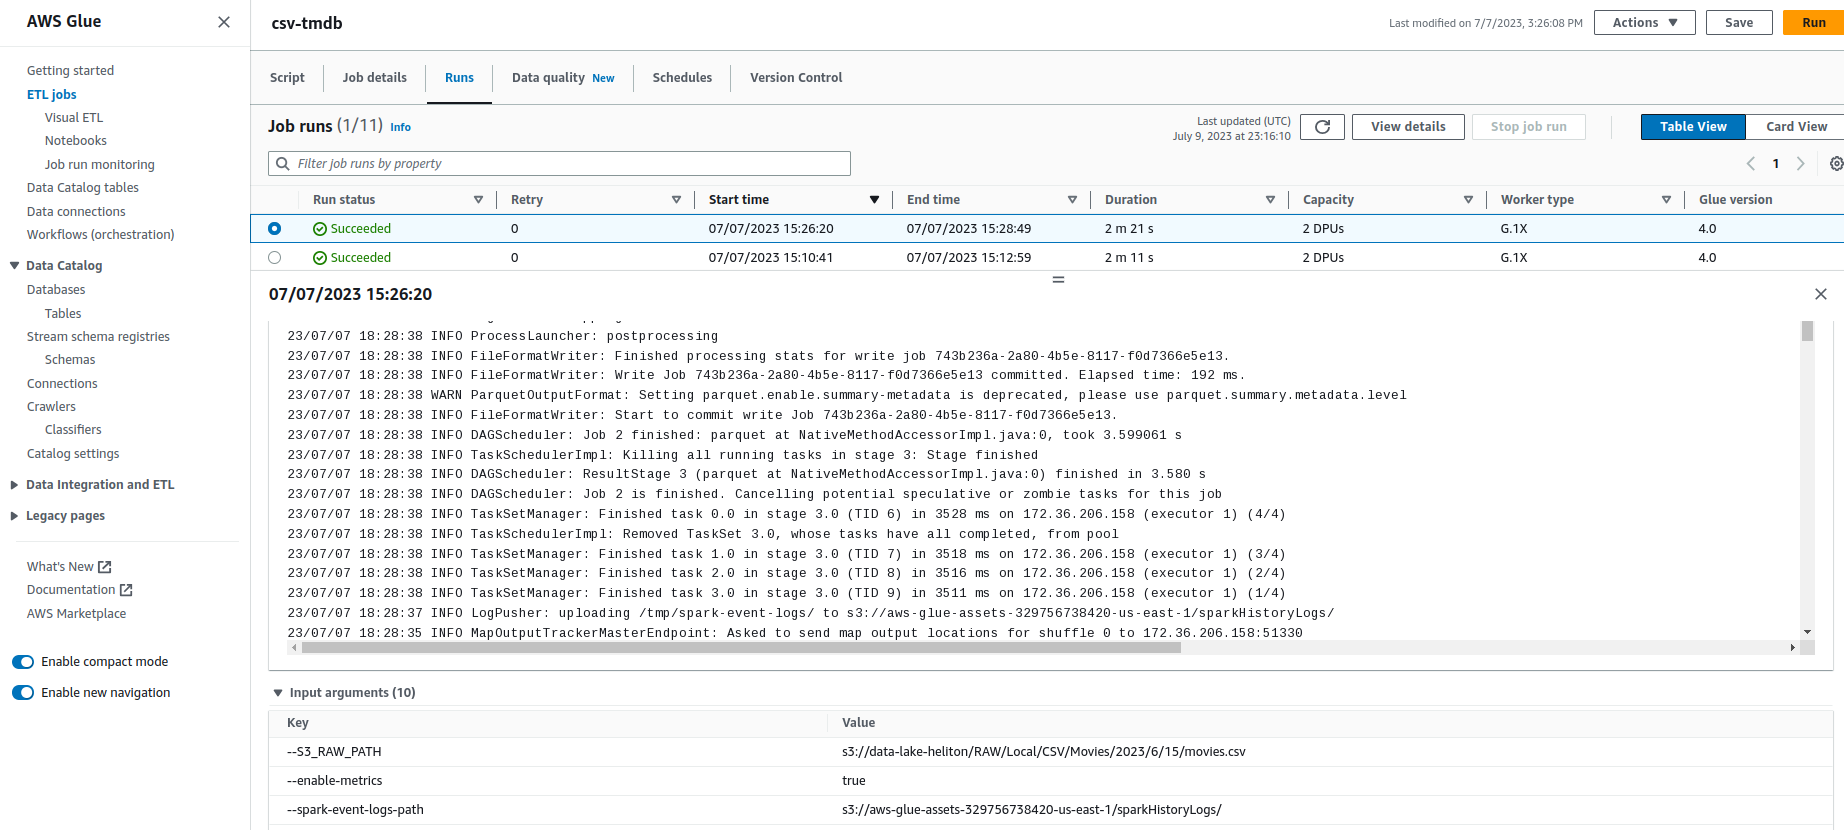 AWS Glue
Getting started
ETL jobs
Visual ETL
Notebooks
Job run monitoring
Data Catalog tables
Data connections
Workflows (orchestration)
Data Catalog
Databases
Tables
Stream schema registries
Schemas
Connections
Crawlers
Classifiers
Catalog settings
Data Integration and ETL
Legacy pages
What's New
Documentation
AWS Marketplace
Enable compact mode
Enable new navigation
csv-tmdb
Last modified on 7/7/2023, 3:26:08 PM
Actions
Save
Run
Script
Job details
Runs
Data quality New
Schedules
Version Control
Job runs (1/11) Info
Last updated (UTC)
July 9, 2023 at 23:16:10
View details
Stop job run
Table View
Card View
Filter job runs by property
1
Run status Retry Start time End time Duration Capacity Worker type Glue version
Succeeded 0 07/07/2023 15:26:20 07/07/2023 15:28:49 2 m 21 s 2 DPUs G.1X 4.0
Succeeded 0 07/07/2023 15:10:41 07/07/2023 15:12:59 2 m 11 s 2 DPUs G.1X 4.0
07/07/2023 15:26:20
23/07/07 18:28:38 INFO ProcessLauncher: postprocessing
23/07/07 18:28:38 INFO FileFormatWriter: Finished processing stats for write job 743b236a-2a80-4b5e-8117-f0d7366e5e13.
23/07/07 18:28:38 INFO FileFormatWriter: Write Job 743b236a-2a80-4b5e-8117-f0d7366e5e13 committed. Elapsed time: 192 ms.
23/07/07 18:28:38 WARN ParquetOutputFormat: Setting parquet.enable.summary-metadata is deprecated, please use parquet.summary.metadata.level
23/07/07 18:28:38 INFO FileFormatWriter: Start to commit write Job 743b236a-2a80-4b5e-8117-f0d7366e5e13.
23/07/07 18:28:38 INFO DAGScheduler: Job 2 finished: parquet at NativeMethodAccessorImpl.java:0, took 3.599061 s
23/07/07 18:28:38 INFO TaskSchedulerImpl: Killing all running tasks in stage 3: Stage finished
23/07/07 18:28:38 INFO DAGScheduler: ResultStage 3 (parquet at NativeMethodAccessorImpl.java:0) finished in 3.580 s
23/07/07 18:28:38 INFO DAGScheduler: Job 2 is finished. Cancelling potential speculative or zombie tasks for this job
23/07/07 18:28:38 INFO TaskSetManager: Finished task 0.0 in stage 3.0 (TID 6) in 3528 ms on 172.36.206.158 (executor 1) (4/4)
23/07/07 18:28:38 INFO TaskSchedulerImpl: Removed TaskSet 3.0, whose tasks have all completed, from pool
23/07/07 18:28:38 INFO TaskSetManager: Finished task 1.0 in stage 3.0 (TID 7) in 3518 ms on 172.36.206.158 (executor 1) (3/4)
23/07/07 18:28:38 INFO TaskSetManager: Finished task 2.0 in stage 3.0 (TID 8) in 3516 ms on 172.36.206.158 (executor 1) (2/4)
23/07/07 18:28:38 INFO TaskSetManager: Finished task 3.0 in stage 3.0 (TID 9) in 3511 ms on 172.36.206.158 (executor 1) (1/4)
23/07/07 18:28:37 INFO LogPusher: uploading /tmp/spark-event-logs/ to s3://aws-glue-assets-329756738420-us-east-1/sparkHistoryLogs/
23/07/07 18:28:35 INFO MapOutputTrackerMasterEndpoint: Asked to send map output locations for shuffle 0 to 172.36.206.158:51330
Input arguments (10)
Key Value
--S3_RAW_PATH s3://data-lake-heliton/RAW/Local/CSV/Movies/2023/6/15/movies.csv
--enable-metrics true
--spark-event-logs-path s3://aws-glue-assets-329756738420-us-east-1/sparkHistoryLogs/